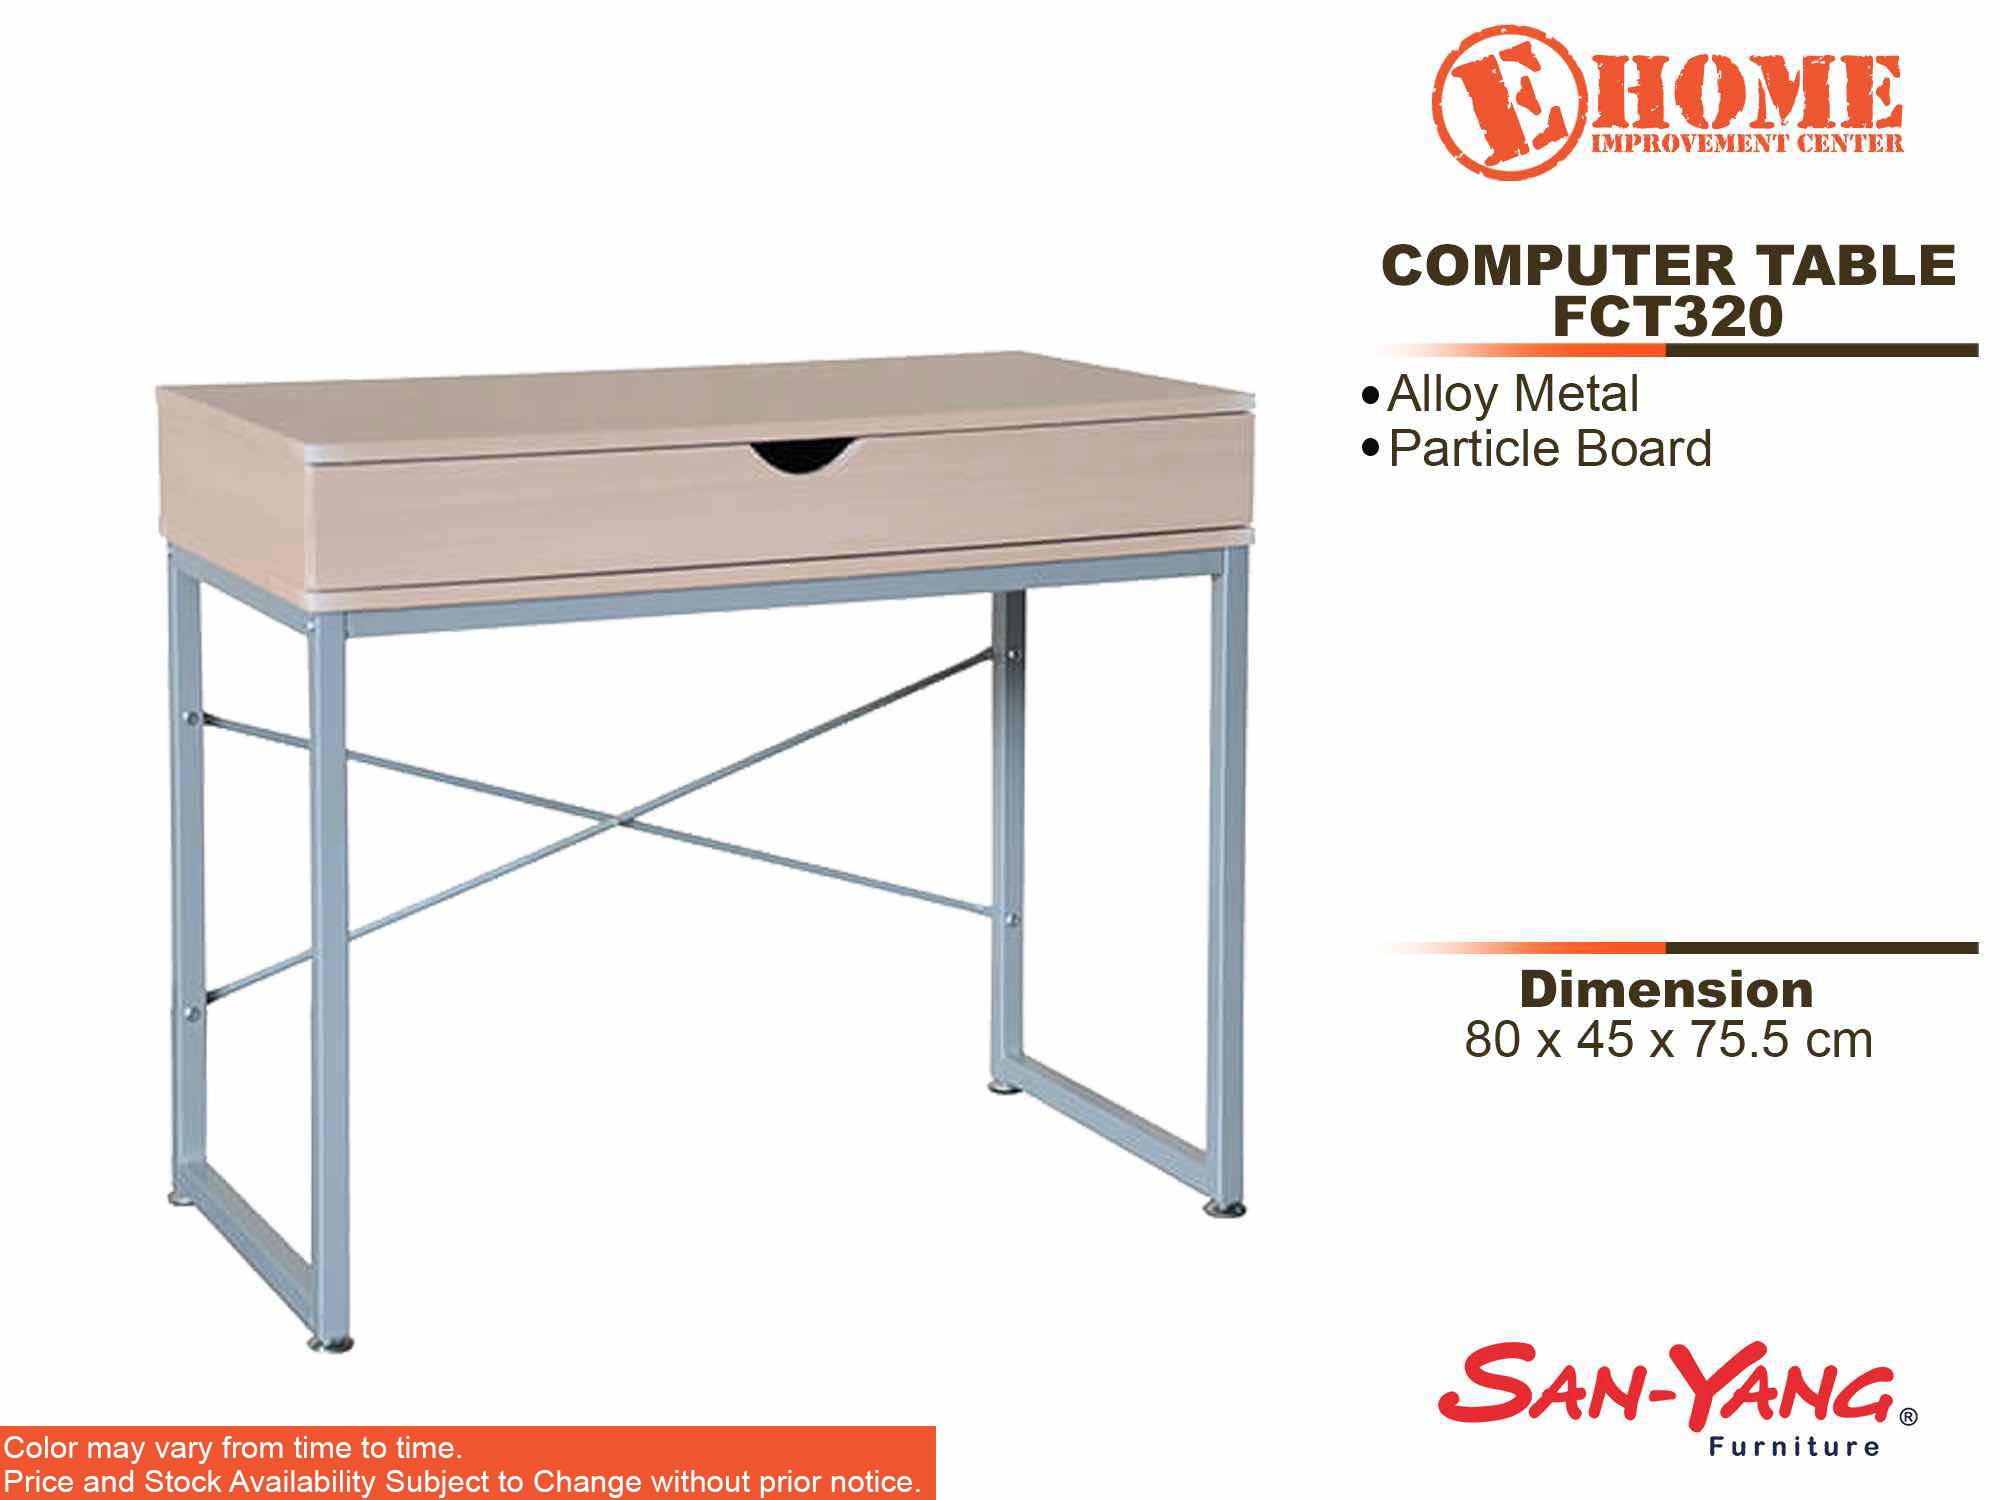 E HOME
IMPROVEMENT CENTER
COMPUTER TABLE
FCT320
• Alloy Metal
• Particle Board
Dimension
80 x 45 x 75.5 cm
SAN-YANG®
Furniture
Color may vary from time to time.
Price and Stock Availability Subject to Change without prior notice.